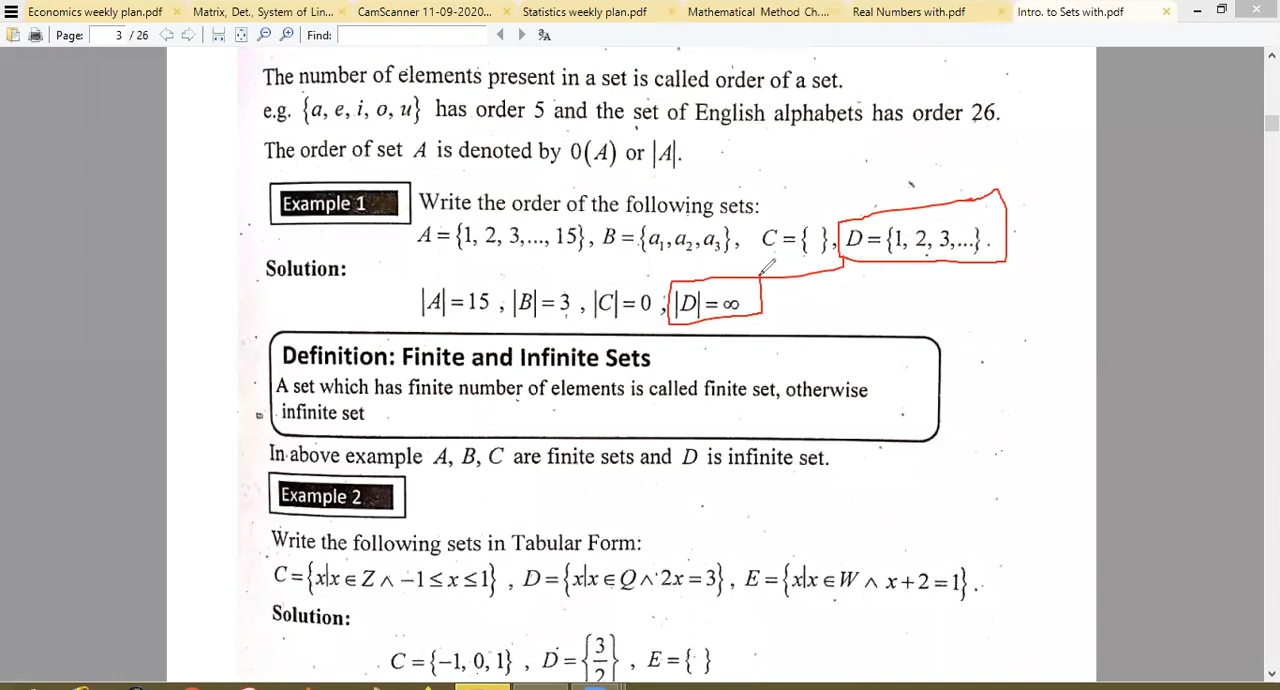 Economics weekly plan.pdf × Matrix, Det., System of Lin... × CamScanner 11-09-2020... × Statistics weekly plan.pdf × Mathematical Method Ch.... × Real Numbers with.pdf × Intro. to Sets with.pdf ×
Page: 3 / 26 Find:
The number of elements present in a set is called order of a set.
e.g. {a, e, i, o, u} has order 5 and the set of English alphabets has order 26.
The order of set A is denoted by 0(A) or |A|.
Example 1 Write the order of the following sets:
A = {1, 2, 3,..., 15}, B = {a₁, a₂, a₃}, C = { }, D = {1, 2, 3,...}.
Solution:
|A| = 15 , |B| = 3 , |C| = 0 , |D| = ∞
Definition: Finite and Infinite Sets
A set which has finite number of elements is called finite set, otherwise
infinite set
In above example A, B, C are finite sets and D is infinite set.
Example 2
Write the following sets in Tabular Form:
C = {x|x ∈ Z ∧ −1 ≤ x ≤ 1} , D = {x|x ∈ Q ∧ 2x = 3} , E = {x|x ∈ W ∧ x + 2 = 1} .
Solution:
C = {−1, 0, 1} , D = {3/2} , E = { }